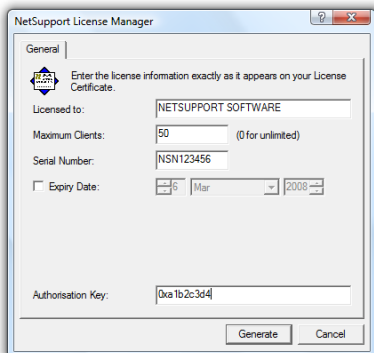 NetSupport License Manager
General
Enter the license information exactly as it appears on your License
Certificate.
Licensed to: NETSUPPORT SOFTWARE
Maximum Clients: 50 (0 for unlimited)
Serial Number: NSN123456
Expiry Date: 6 Mar 2008
Authorisation Key: 0xa1b2c3d4
Generate Cancel